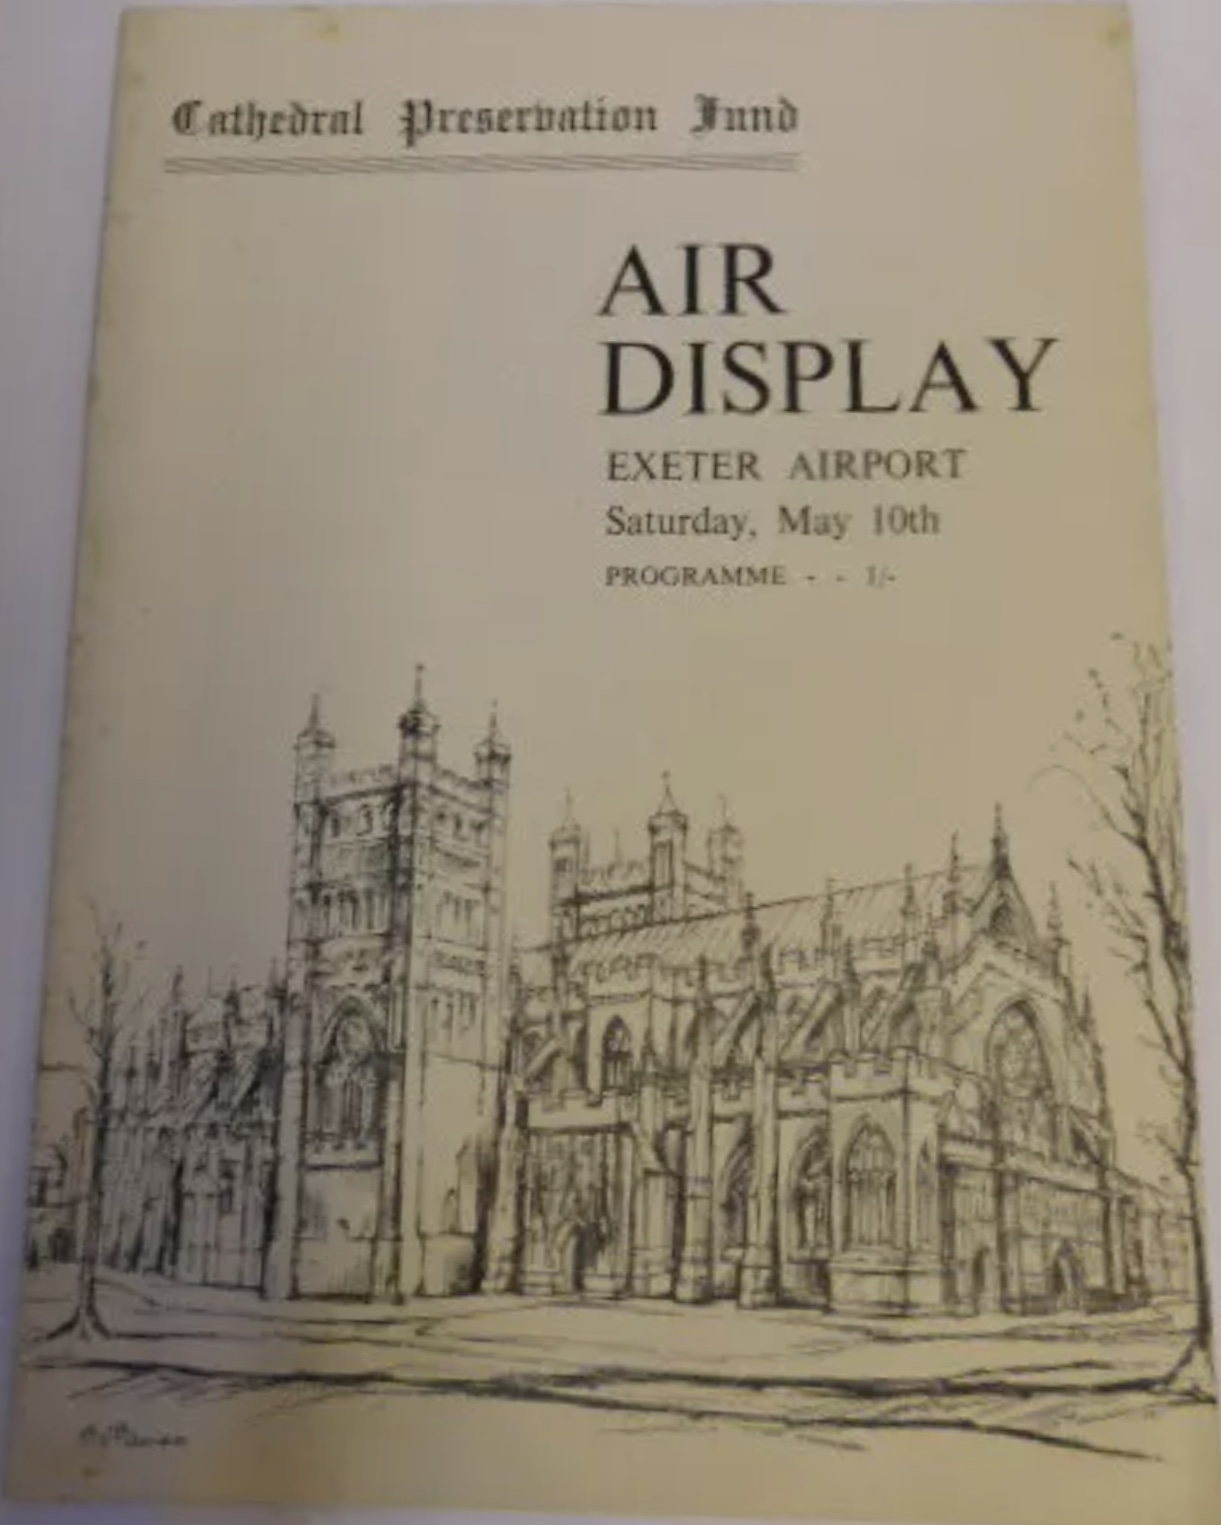 Cathedral Preservation Fund
AIR
DISPLAY
EXETER AIRPORT
Saturday, May 10th
PROGRAMME - - 1/-